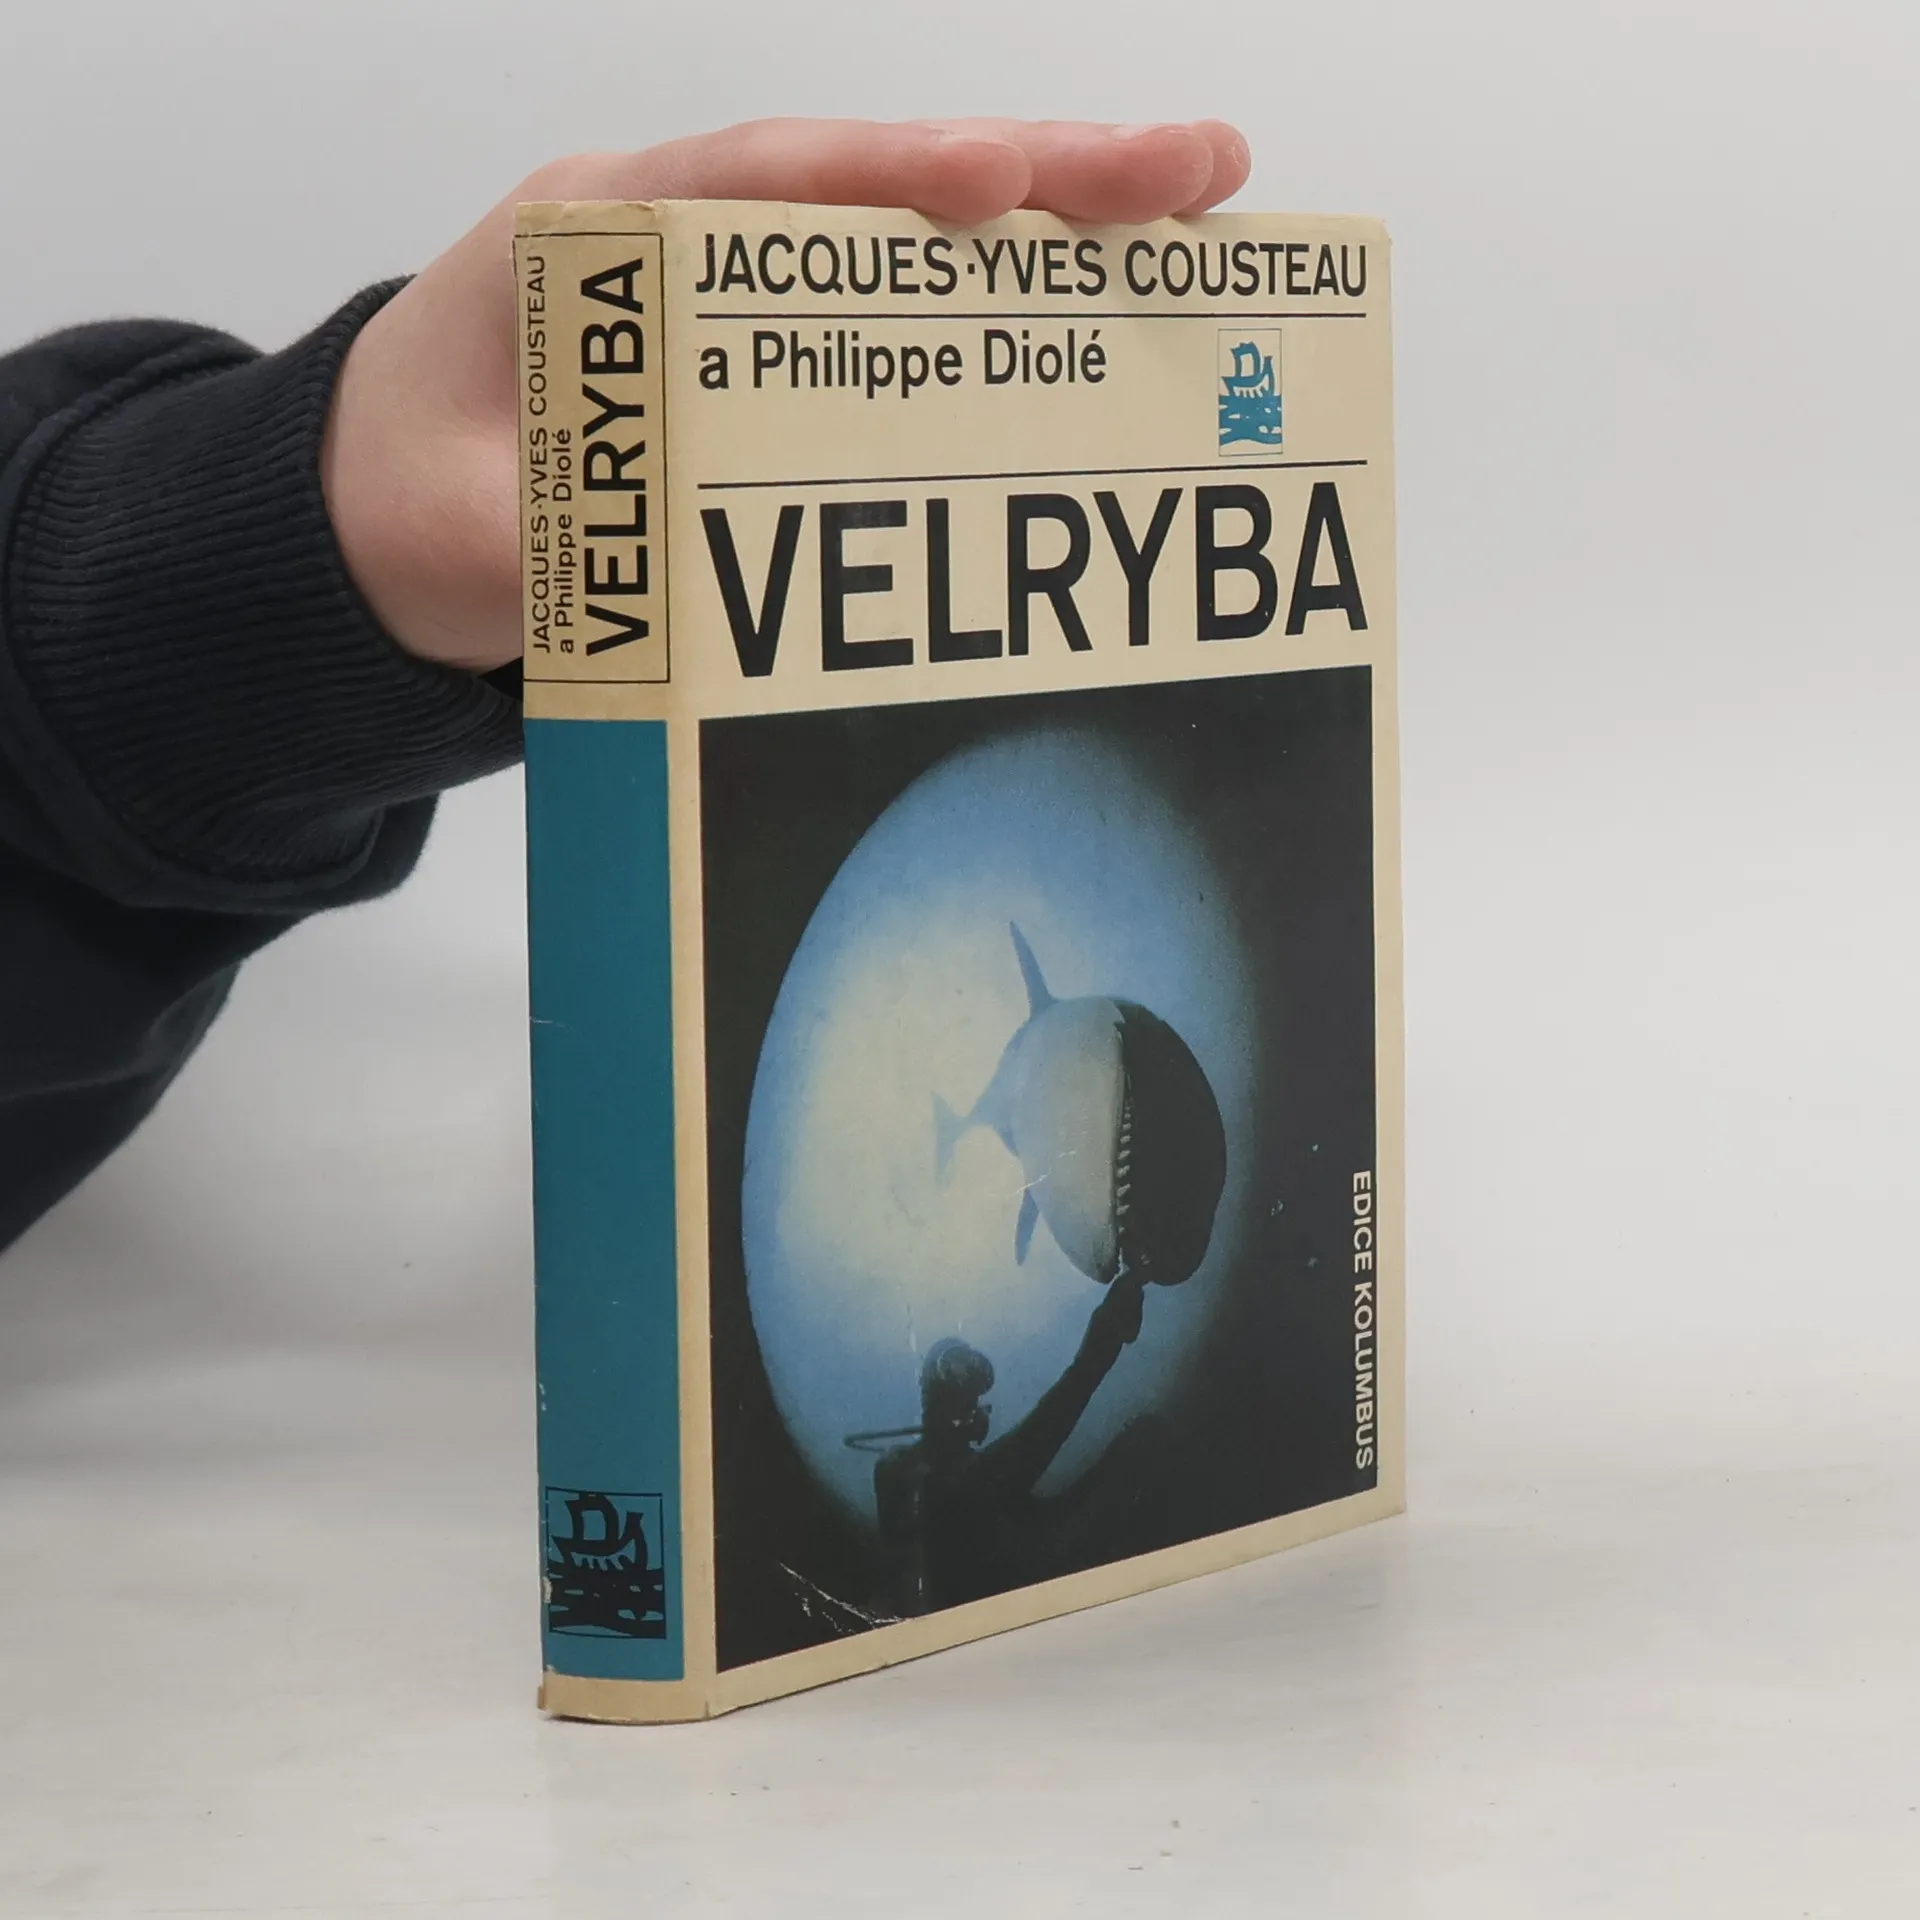 JACQUES-YVES COUSTEAU
a Philippe Diolé
VELRYBA
JACQUES·YVES COUSTEAU
a Philippe Diolé
VELRYBA
EDICE KOLUMBUS